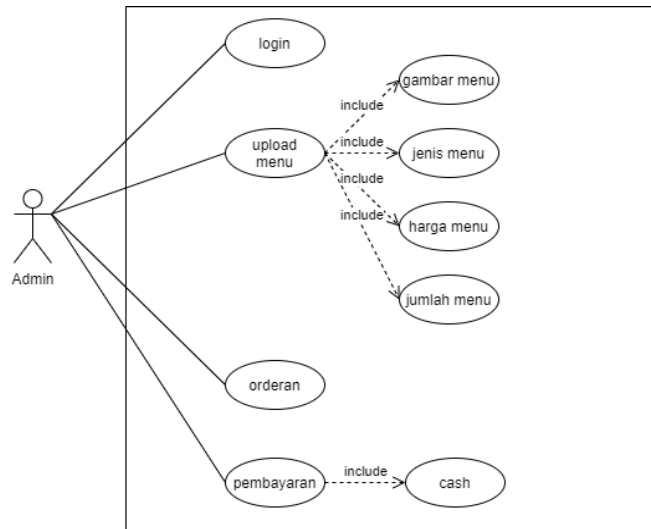 login
gambar menu
include
upload
menu
include
jenis menu
include
harga menu
include
jumlah menu
Admin
orderan
pembayaran
include
cash